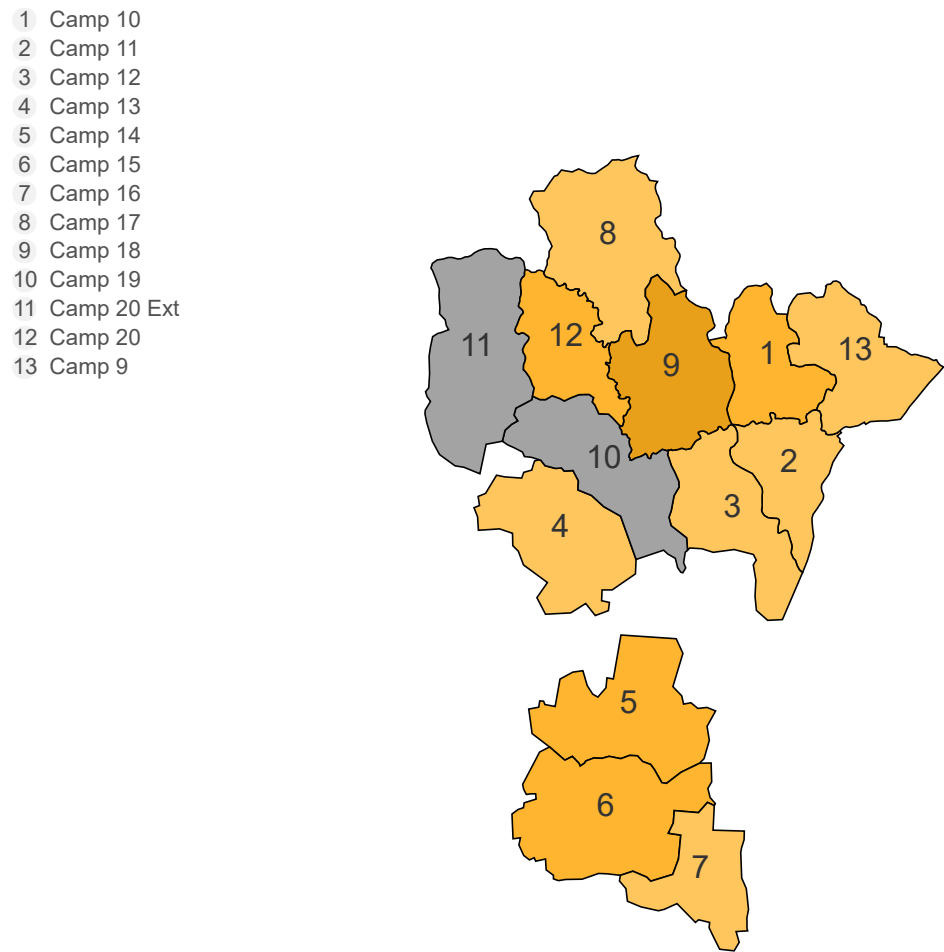 1 Camp 10
2 Camp 11
3 Camp 12
4 Camp 13
5 Camp 14
6 Camp 15
7 Camp 16
8 Camp 17
9 Camp 18
10 Camp 19
11 Camp 20 Ext
12 Camp 20
13 Camp 9
8
11
12
9
1
13
10
2
3
4
5
6
7